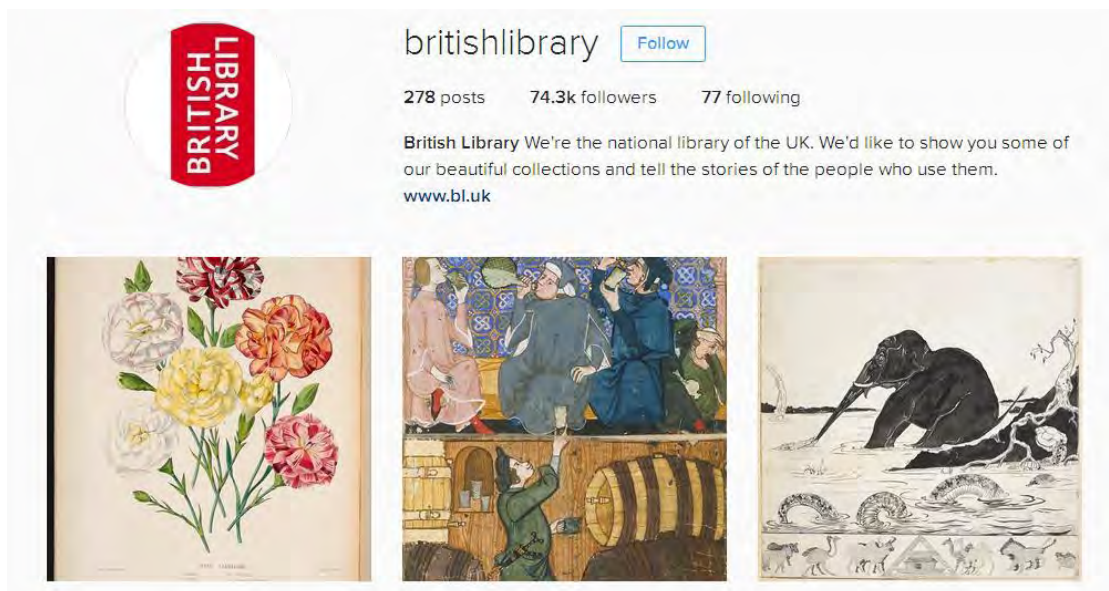 LIBRARY
BRITISH
britishlibrary
Follow
278 posts 74.3k followers 77 following
British Library We're the national library of the UK. We'd like to show you some of
our beautiful collections and tell the stories of the people who use them.
www.bl.uk